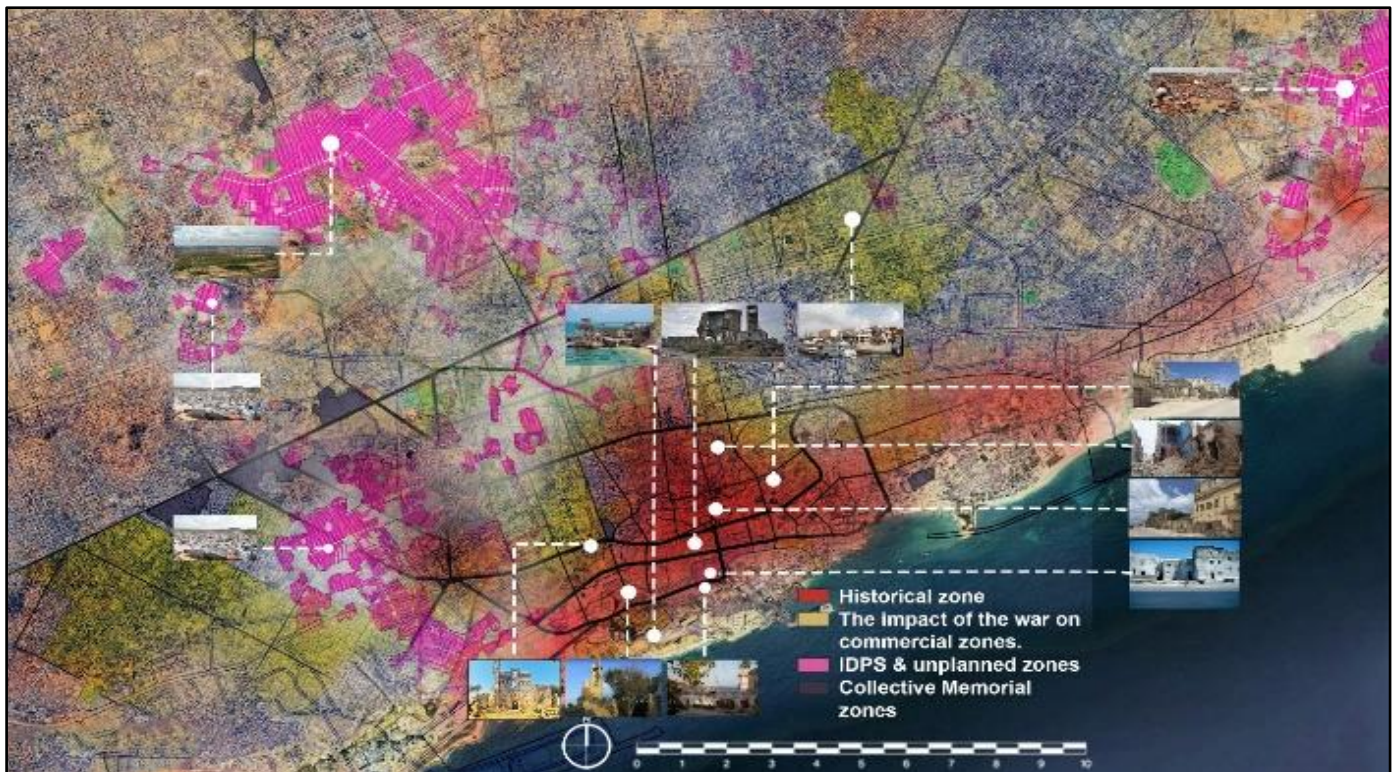 Historical zone
The impact of the war on
commercial zones.
IDPS & unplanned zones
Collective Memorial
zones
N
0 1 2 3 4 5 6 7 8 9 10